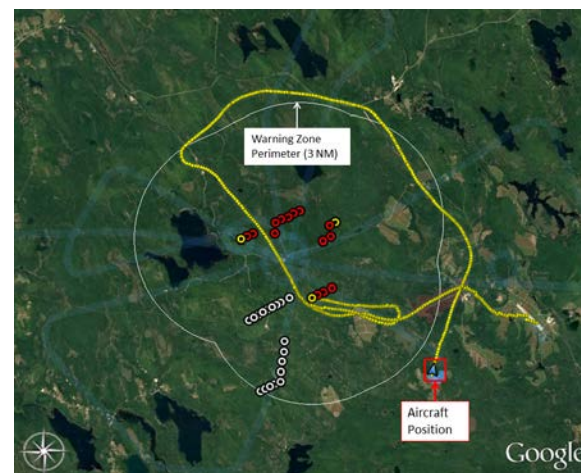 Warning Zone
Perimeter (3 NM)
Aircraft
Position
Google